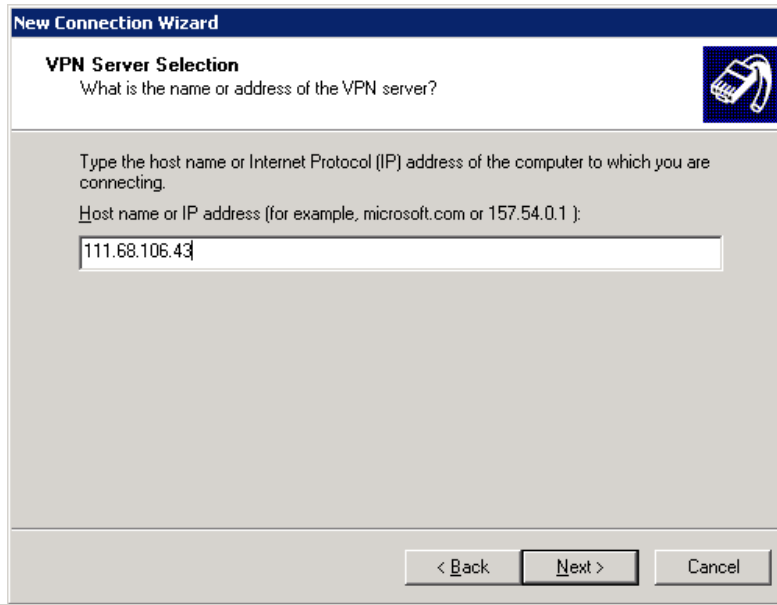 New Connection Wizard
VPN Server Selection
What is the name or address of the VPN server?
Type the host name or Internet Protocol (IP) address of the computer to which you are
connecting.
Host name or IP address (for example, microsoft.com or 157.54.0.1 ):
111.68.106.43
< Back Next > Cancel